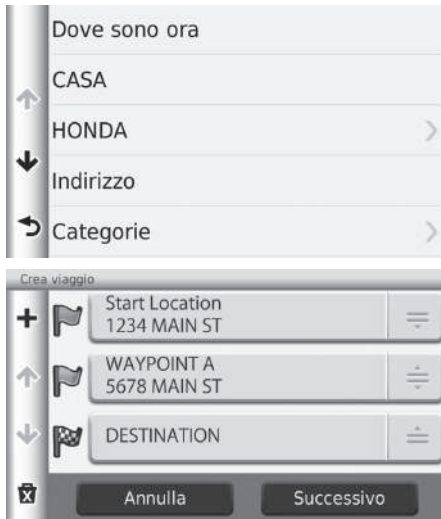 Dove sono ora
CASA
HONDA
Indirizzo
Categorie
Crea viaggio
Start Location
1234 MAIN ST
WAYPOINT A
5678 MAIN ST
DESTINATION
Annulla
Successivo